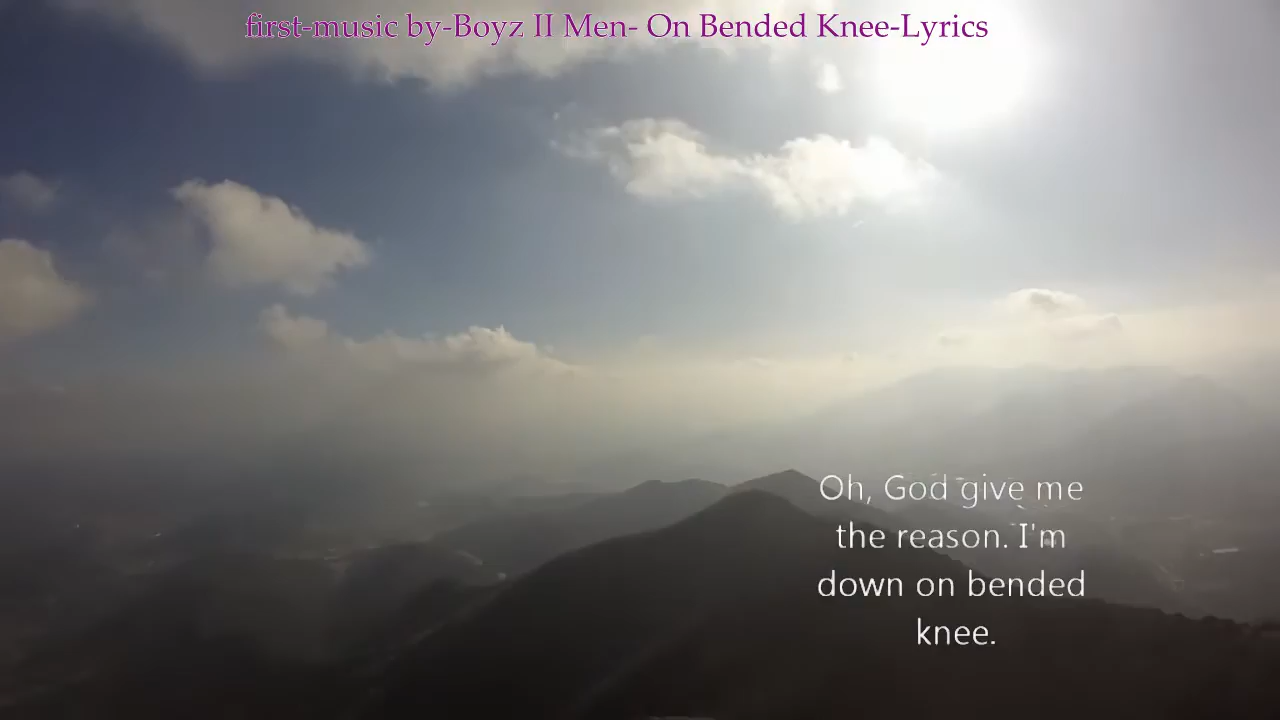 first-music by-Boyz II Men- On Bended Knee-Lyrics
Oh, God give me
the reason. I'm
down on bended
knee.